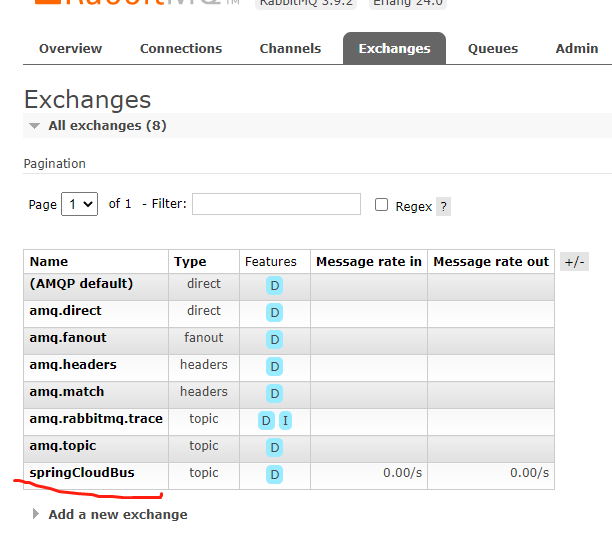 RabbitMQ TM RabbitMQ 3.9.2 Erlang 24.0
Overview Connections Channels Exchanges Queues Admin
Exchanges
All exchanges (8)
Pagination
Page 1 of 1 - Filter: Regex ?
Name Type Features Message rate in Message rate out +/-
(AMQP default) direct D
amq.direct direct D
amq.fanout fanout D
amq.headers headers D
amq.match headers D
amq.rabbitmq.trace topic D I
amq.topic topic D
springCloudBus topic D 0.00/s 0.00/s
Add a new exchange